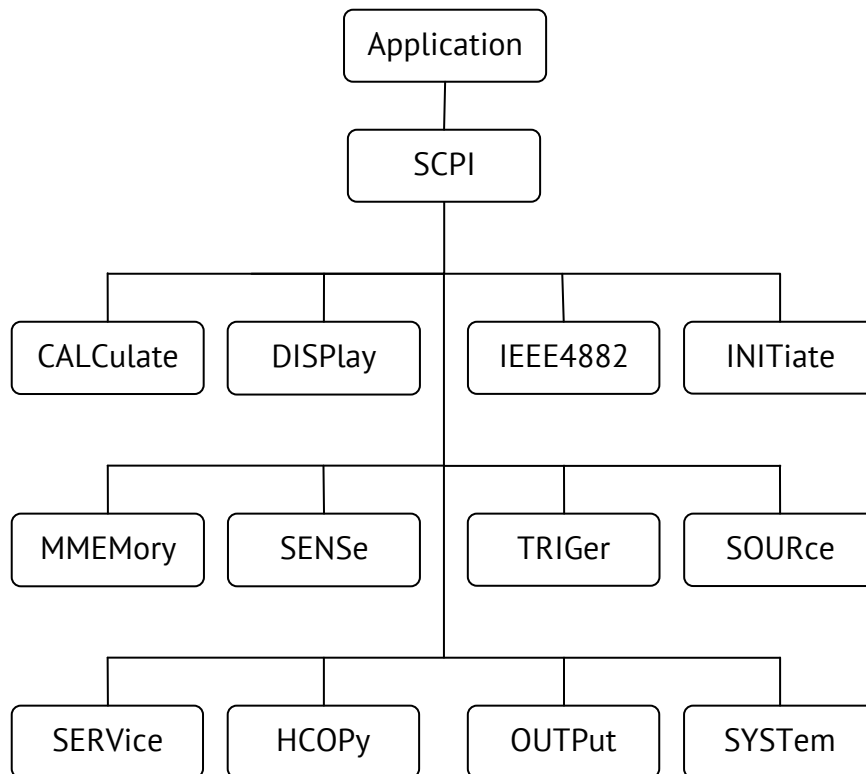 Application
SCPI
CALCulate
DISPlay
IEEE4882
INITiate
MMEMory
SENSe
TRIGer
SOURce
SERVice
HCOPy
OUTPut
SYSTem